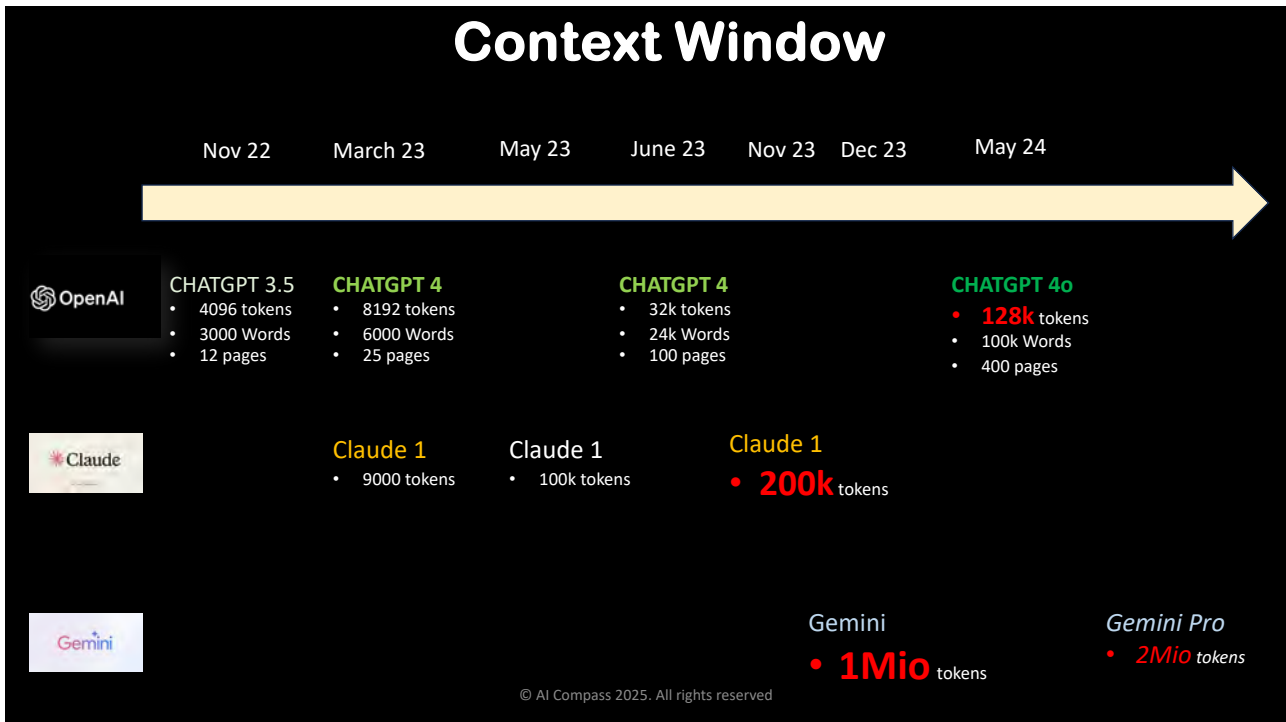 Context Window
Nov 22
March 23
May 23
June 23
Nov 23
Dec 23
May 24
OpenAI
CHATGPT 3.5
• 4096 tokens
• 3000 Words
• 12 pages
CHATGPT 4
• 8192 tokens
• 6000 Words
• 25 pages
CHATGPT 4
• 32k tokens
• 24k Words
• 100 pages
CHATGPT 4o
• 128k tokens
• 100k Words
• 400 pages
Claude
Claude 1
• 9000 tokens
Claude 1
• 100k tokens
Claude 1
• 200k tokens
Gemini
Gemini
• 1Mio tokens
Gemini Pro
• 2Mio tokens
© AI Compass 2025. All rights reserved